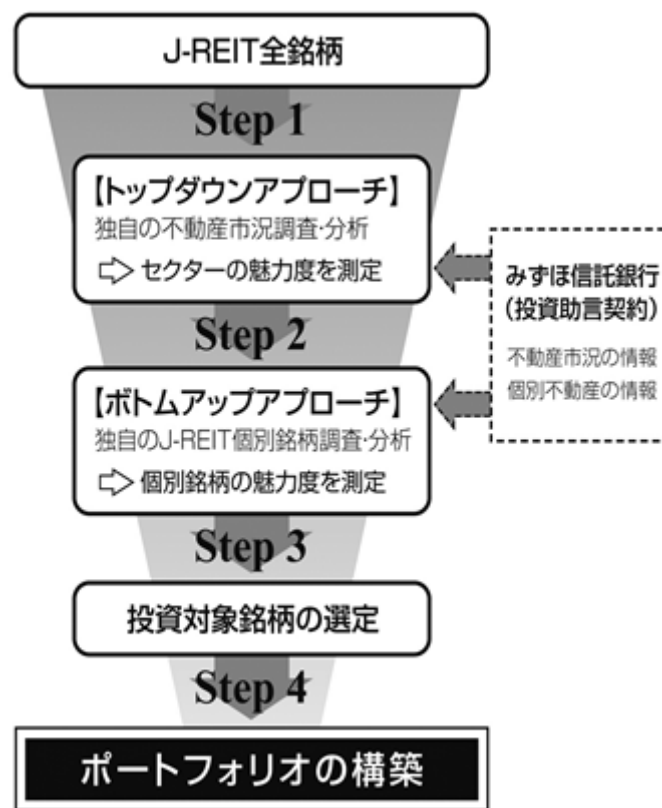 J-REIT全銘柄
Step 1
【トップダウンアプローチ】
独自の不動産市況調査・分析
⇨ セクターの魅力度を測定
みずほ信託銀行
(投資助言契約)
不動産市況の情報
個別不動産の情報
Step 2
【ボトムアップアプローチ】
独自のJ-REIT個別銘柄調査・分析
⇨ 個別銘柄の魅力度を測定
Step 3
投資対象銘柄の選定
Step 4
ポートフォリオの構築